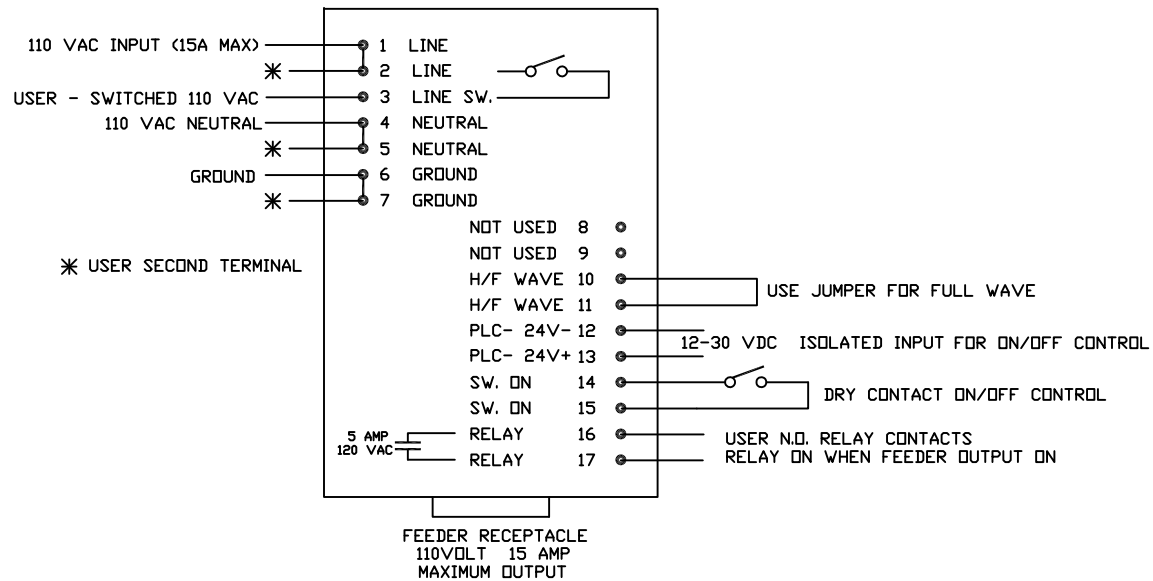 110 VAC INPUT (15A MAX) 1 LINE
✳ 2 LINE
USER - SWITCHED 110 VAC 3 LINE SW.
110 VAC NEUTRAL 4 NEUTRAL
✳ 5 NEUTRAL
GROUND 6 GROUND
✳ 7 GROUND
NOT USED 8
NOT USED 9
✳ USER SECOND TERMINAL
H/F WAVE 10
H/F WAVE 11
USE JUMPER FOR FULL WAVE
PLC- 24V- 12
PLC- 24V+ 13
12-30 VDC ISOLATED INPUT FOR ON/OFF CONTROL
SW. ON 14
SW. ON 15
DRY CONTACT ON/OFF CONTROL
5 AMP
120 VAC
RELAY 16
RELAY 17
USER N.O. RELAY CONTACTS
RELAY ON WHEN FEEDER OUTPUT ON
FEEDER RECEPTACLE
110VOLT 15 AMP
MAXIMUM OUTPUT